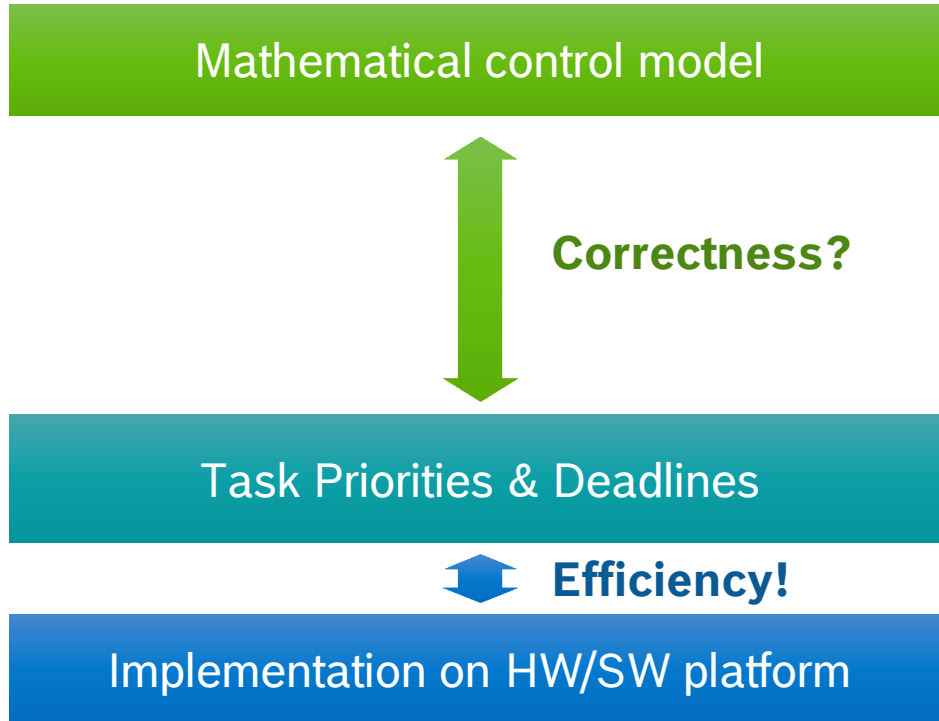 Mathematical control model
Correctness?
Task Priorities & Deadlines
Efficiency!
Implementation on HW/SW platform